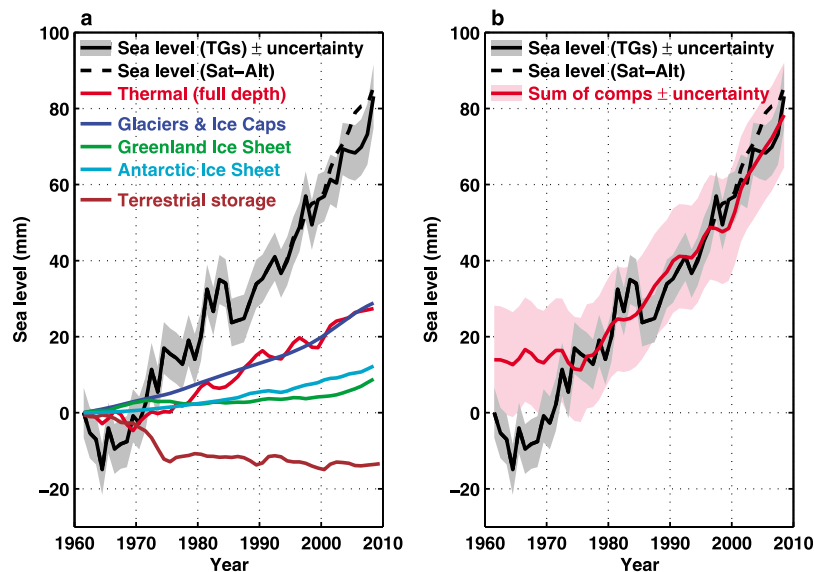 a
100
80
60
40
20
0
−20
Sea level (mm)
Sea level (TGs) ± uncertainty
Sea level (Sat−Alt)
Thermal (full depth)
Glaciers & Ice Caps
Greenland Ice Sheet
Antarctic Ice Sheet
Terrestrial storage
1960 1970 1980 1990 2000 2010
Year
b
100
80
60
40
20
0
−20
Sea level (mm)
Sea level (TGs) ± uncertainty
Sea level (Sat−Alt)
Sum of comps ± uncertainty
1960 1970 1980 1990 2000 2010
Year